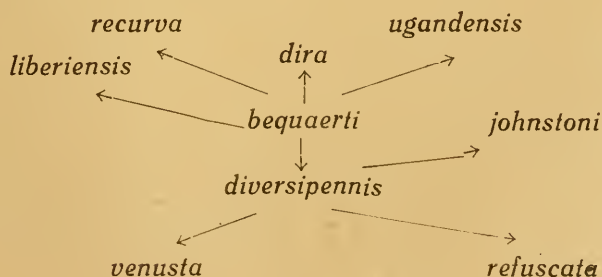 recurva
ugandensis
dira
liberiensis
bequaerti
johnstoni
diversipennis
venusta
refuscata